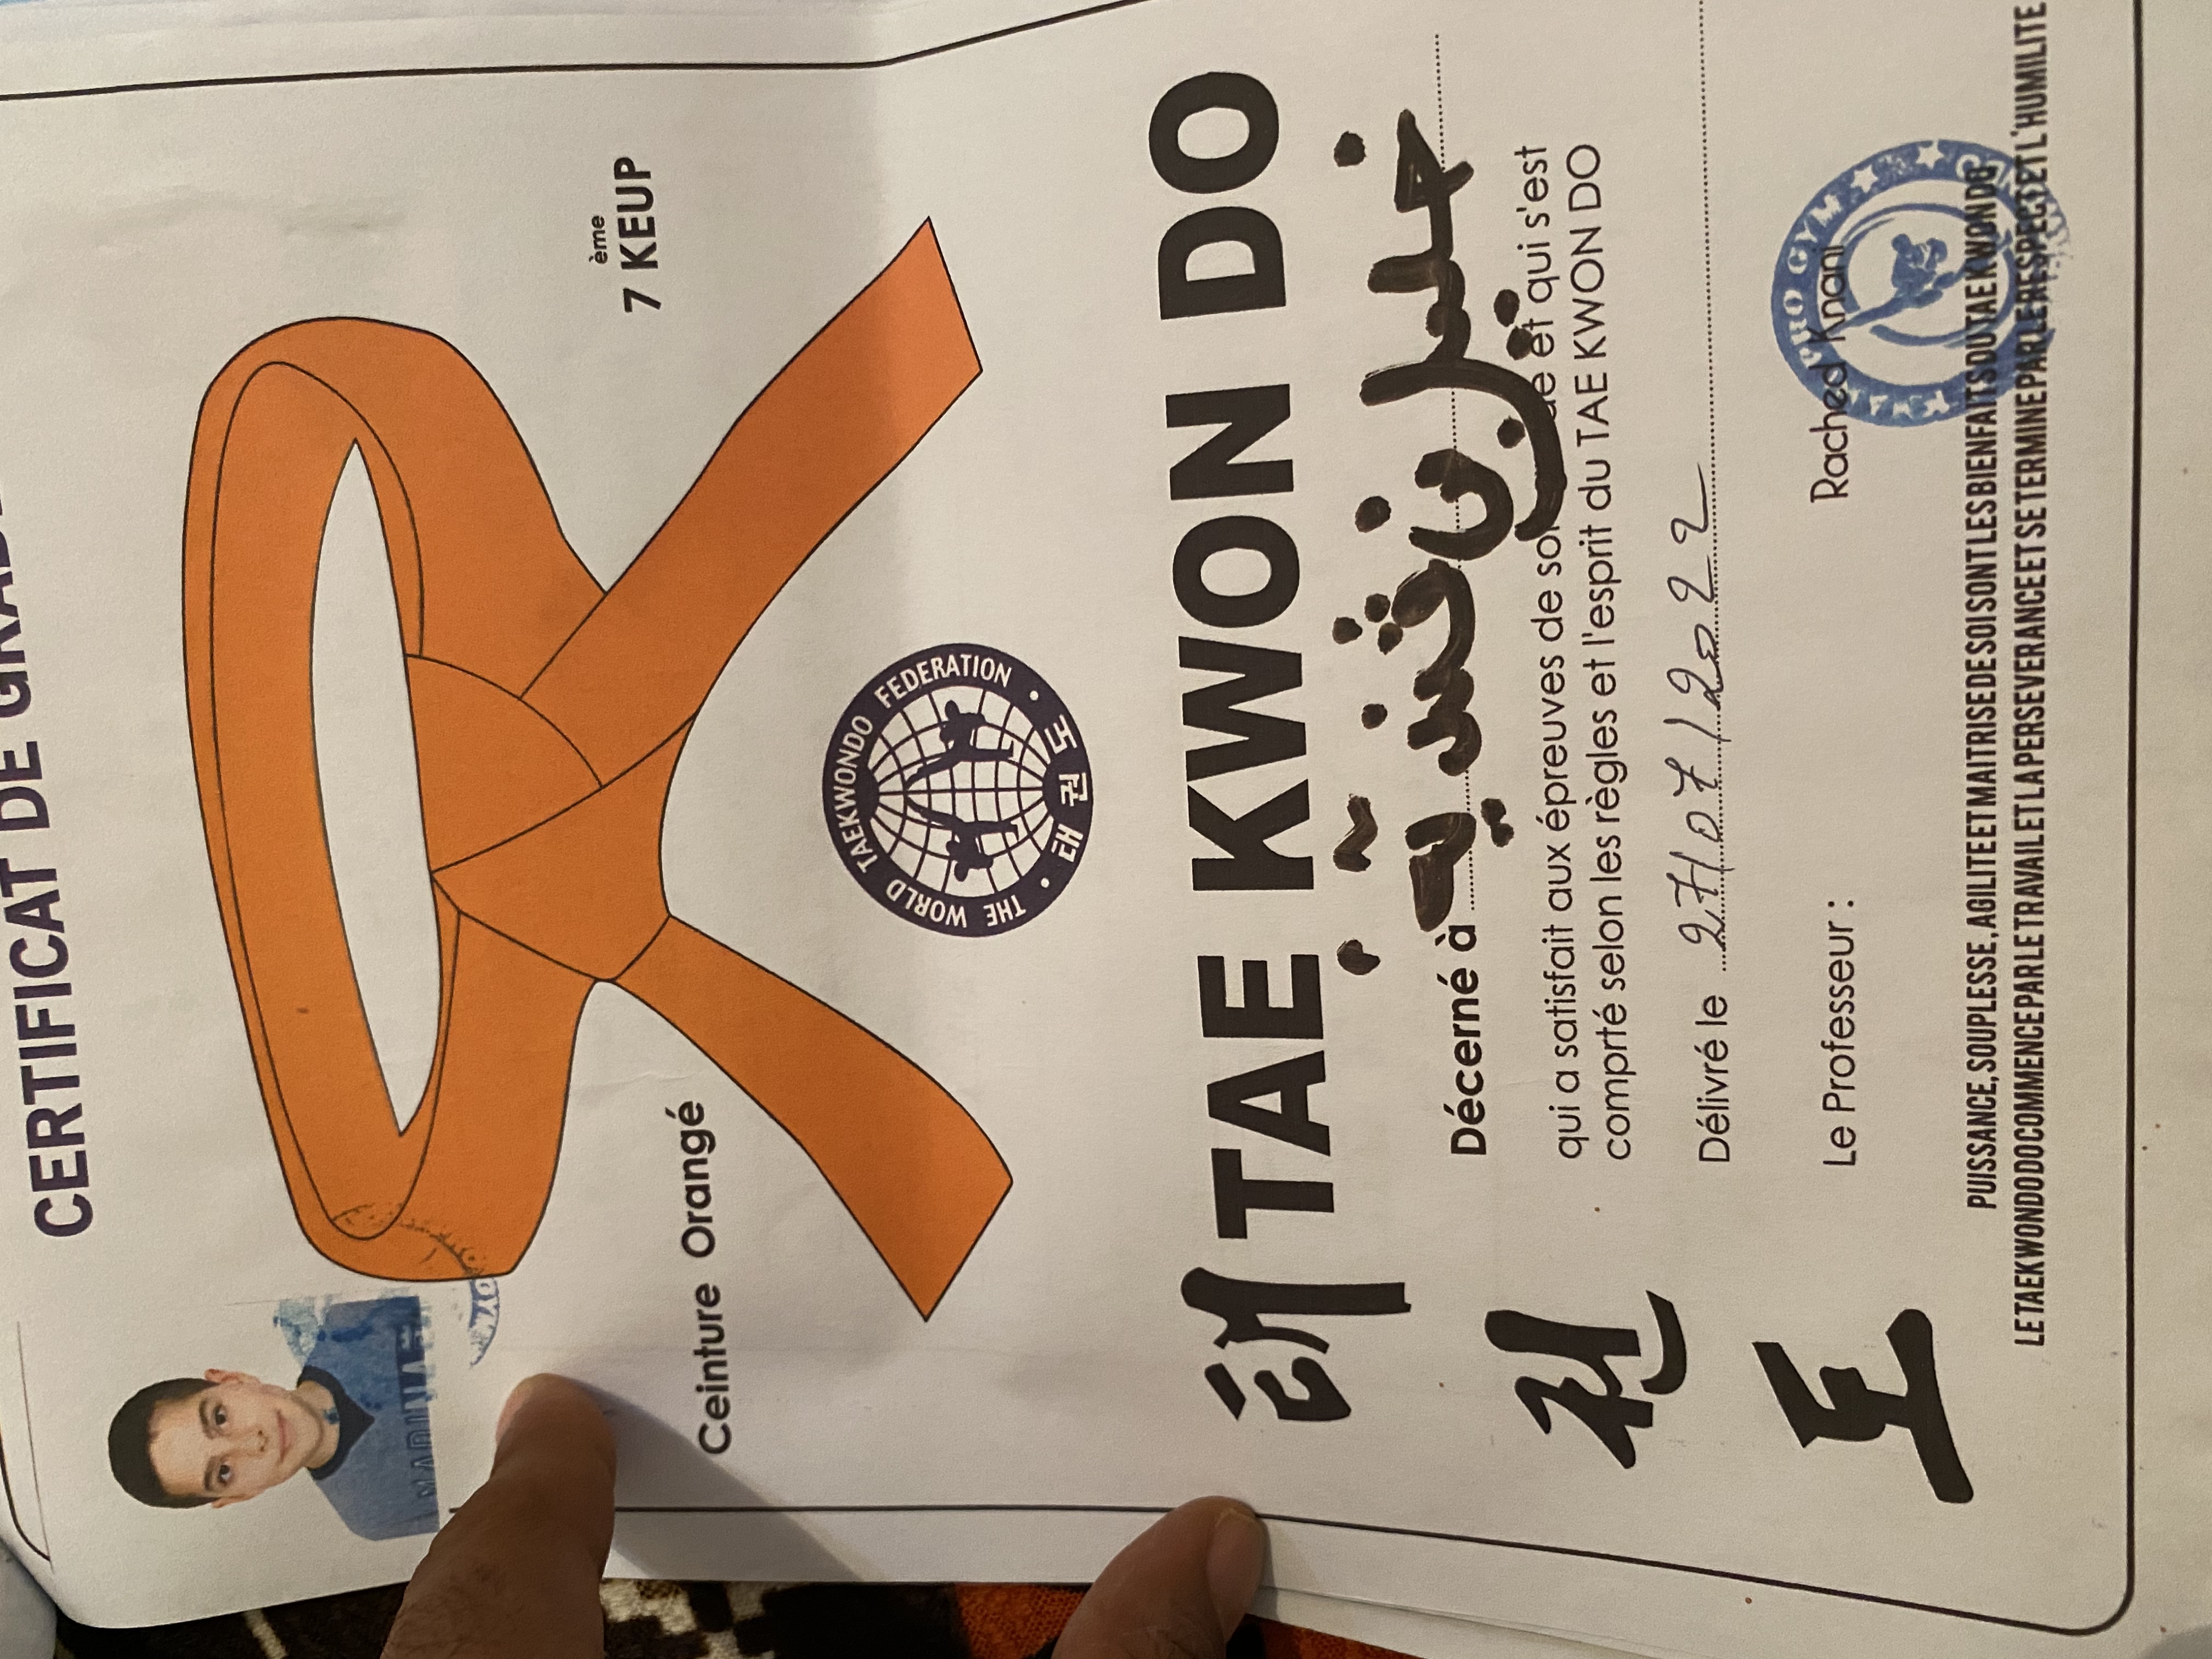 CERTIFICAT DE
7 ème KEUP
Ceinture Orangé
THE WORLD TAEKWONDO FEDERATION
태 권 도
태 TAE KWON DO
권
도
Décerné à خليل بن
qui a satisfait aux épreuves de et qui s'est
comprté selon les règles et l'esprit du TAE KWON DO
Délivré le 27/07/2022
Le Professeur : Rached Knani
PRO GYM
PUISSANCE, SOUPLESSE, AGILITE ET MAITRISE DE SOI SONT LES BIENFAITS DU TAEKWONDO
LE TAEKWONDO COMMENCE PAR LE TRAVAIL ET LA PERSEVERANCE ET SE TERMINE PAR LE RESPECT ET L'HUMILITE